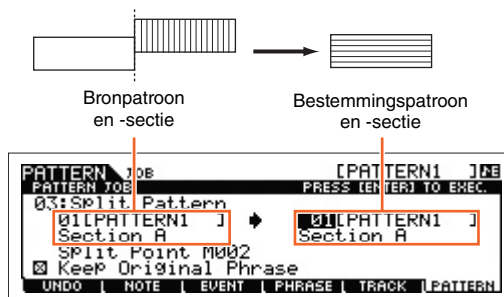 Bronpatroon
en -sectie
Bestemmingspatroon
en -sectie
PATTERN JOB [PATTERN1 ]
PATTERN JOB PRESS [ENTER] TO EXEC.
03:Split Pattern
01[PATTERN1 ] 01[PATTERN1 ]
Section A Section A
Split Point M002
Keep Original Phrase
UNDO NOTE EVENT PHRASE TRACK PATTERN